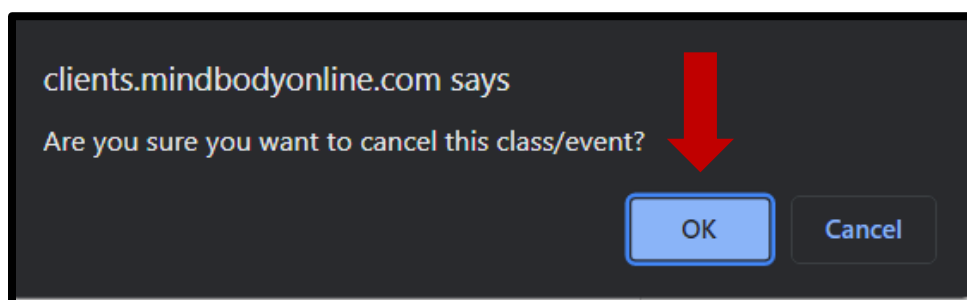 clients.mindbodyonline.com says
Are you sure you want to cancel this class/event?
OK
Cancel